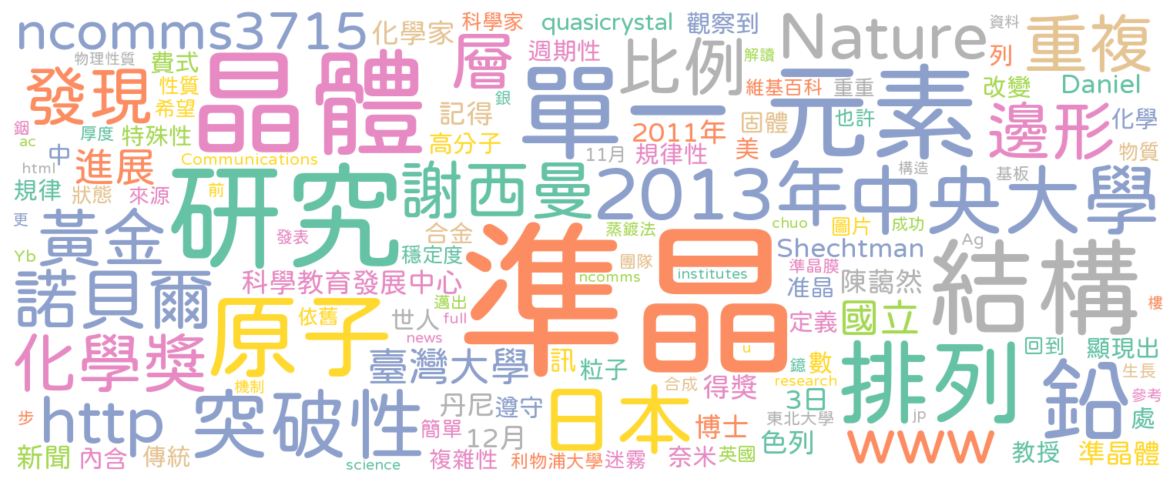 ncomms3715
化學家
科學家
quasicrystal
觀察到
Nature
資料
重複
物理性質
費式
層
週期性
比例
解讀
列
發現
晶體
單一
元素
維基百科
重重
改變
Daniel
性質
希望
記得
銀
2011年
固體
也許
邊形
化學
銦
ac
厚度
特殊性
高分子
規律性
美
物質
html
中
進展
Communications
11月
構造
基板
規律
狀態
來源
前
研究
謝西曼
2013年
中央大學
更
黃金
發表
合金
蒸鍍法
chuo
圖片
成功
Yb
穩定度
團隊
Shechtman
Ag
科學教育發展中心
ncomms
institutes
準晶膜
諾貝爾
準晶
准晶
陳藹然
結構
原子
依舊
世人
邁出
full
定義
國立
樓
化學獎
news
u
臺灣大學
訊
粒子
鐿
數
回到
顯現出
機制
合成
research
排列
生長
得獎
3日
鉛
參考
步
http
突破性
丹尼
遵守
日本
博士
東北大學
jp
處
簡單
12月
色列
www
新聞
內含
傳統
science
複雜性
利物浦大學
迷霧
奈米
英國
教授
準晶體